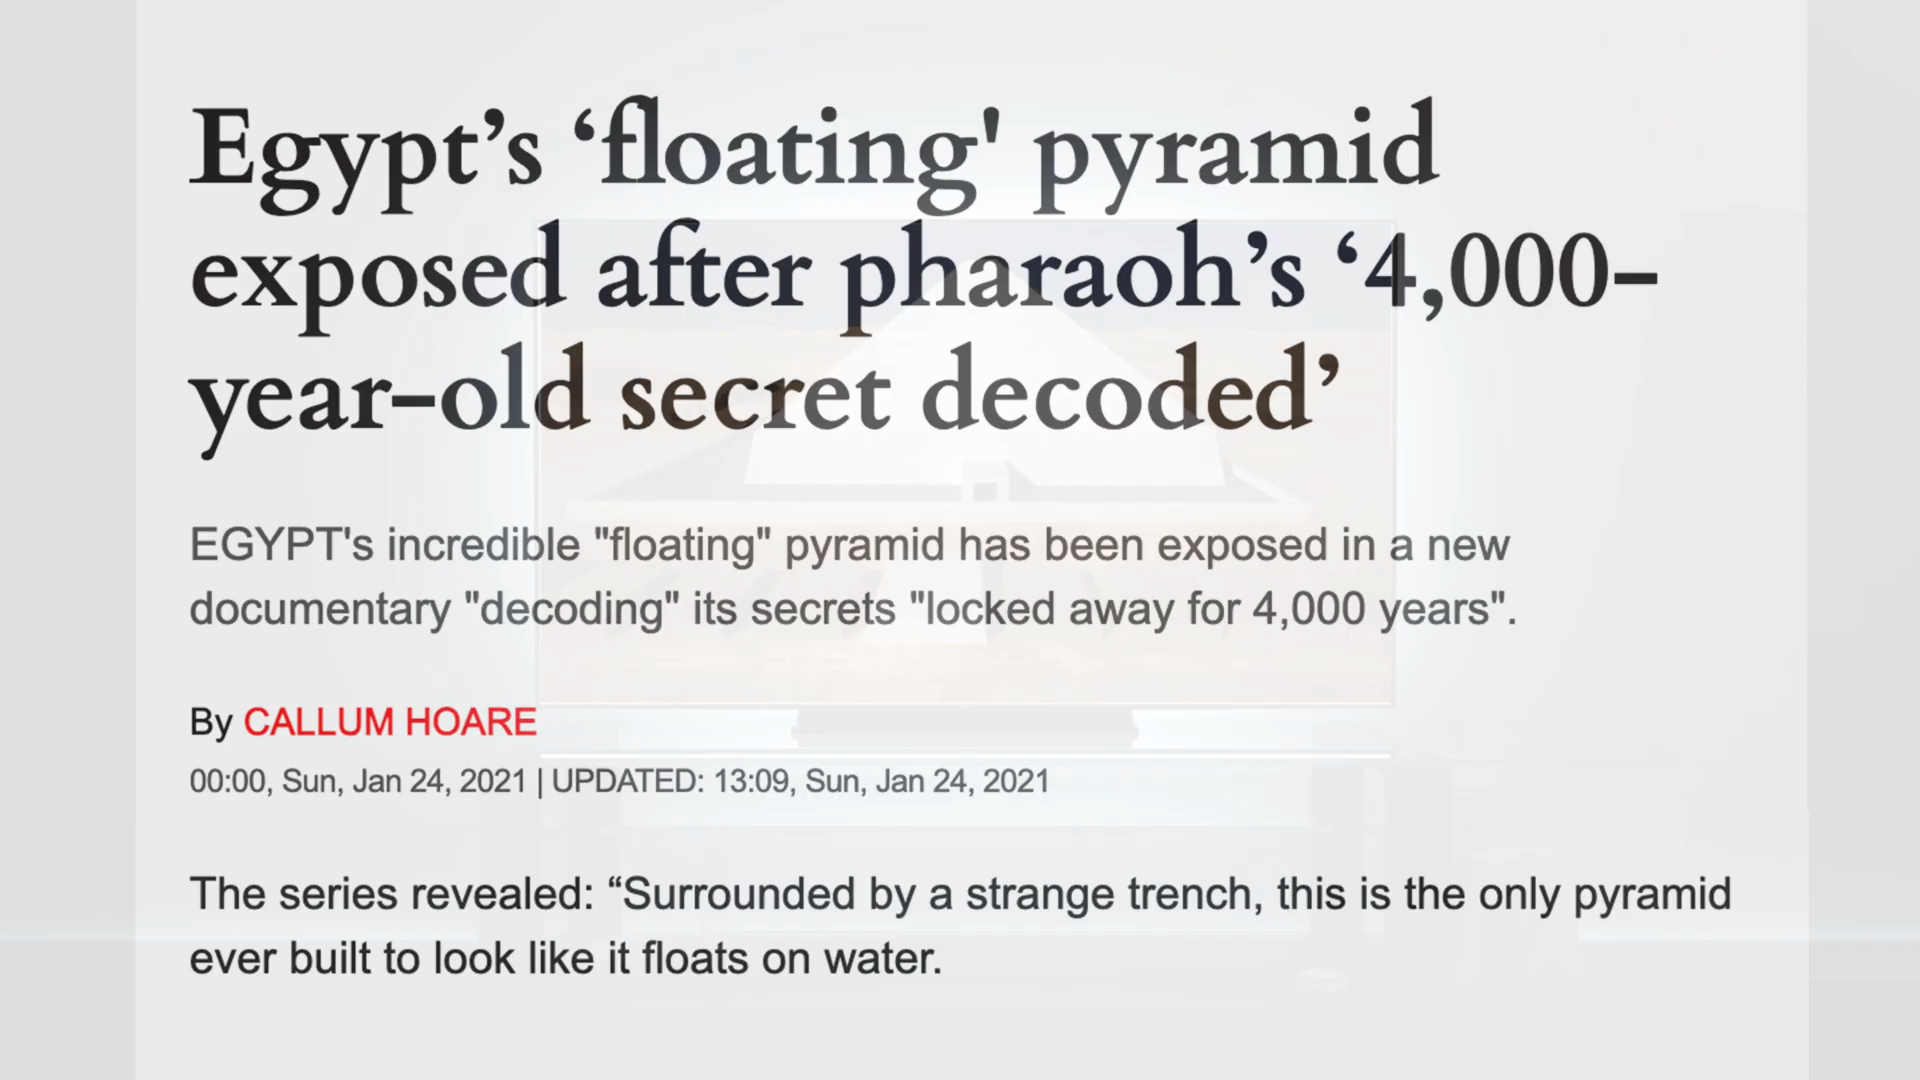 Egypt’s ‘floating' pyramid
exposed after pharaoh’s ‘4,000-
year-old secret decoded’
EGYPT's incredible "floating" pyramid has been exposed in a new
documentary "decoding" its secrets "locked away for 4,000 years".
By CALLUM HOARE
00:00, Sun, Jan 24, 2021 | UPDATED: 13:09, Sun, Jan 24, 2021
The series revealed: “Surrounded by a strange trench, this is the only pyramid
ever built to look like it floats on water.